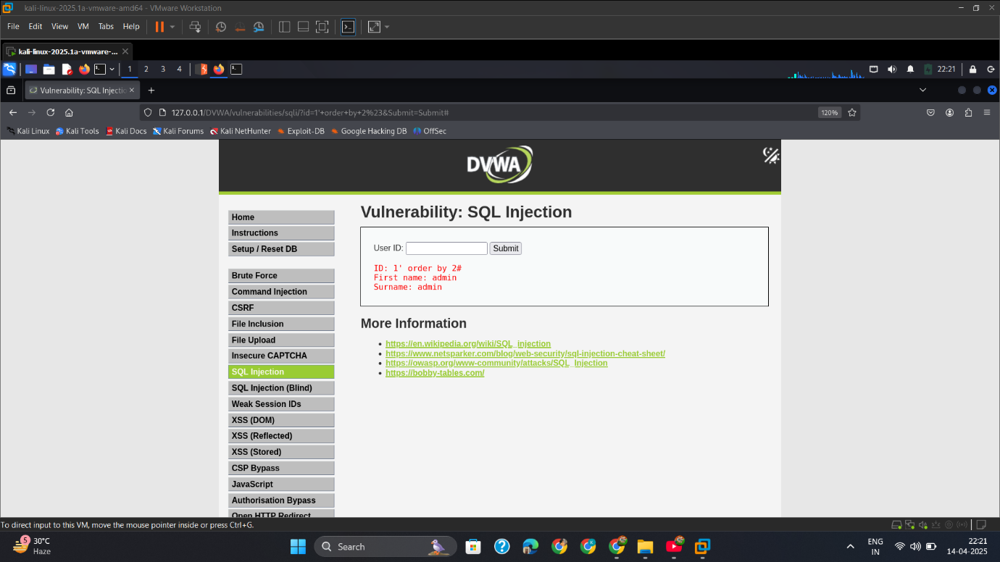 kali-linux-2025.1a-vmware-amd64 - VMware Workstation
File Edit View VM Tabs Help
kali-linux-2025.1a-vmware-...
1 2 3 4 22:21
Vulnerability: SQL Injectio
127.0.0.1/DVWA/vulnerabilities/sqli/?id=1'+order+by+2%23&Submit=Submit# 120%
Kali Linux Kali Tools Kali Docs Kali Forums Kali NetHunter Exploit-DB Google Hacking DB OffSec
DVWA
Home
Instructions
Setup / Reset DB
Brute Force
Command Injection
CSRF
File Inclusion
File Upload
Insecure CAPTCHA
SQL Injection
SQL Injection (Blind)
Weak Session IDs
XSS (DOM)
XSS (Reflected)
XSS (Stored)
CSP Bypass
JavaScript
Authorisation Bypass
Open HTTP Redirect
Vulnerability: SQL Injection
User ID: Submit
ID: 1' order by 2#
First name: admin
Surname: admin
More Information
https://en.wikipedia.org/wiki/SQL_injection
https://www.netsparker.com/blog/web-security/sql-injection-cheat-sheet/
https://owasp.org/www-community/attacks/SQL_Injection
https://bobby-tables.com/
To direct input to this VM, move the mouse pointer inside or press Ctrl+G.
5 30°C
Haze
Search
ENG
IN
22:21
14-04-2025